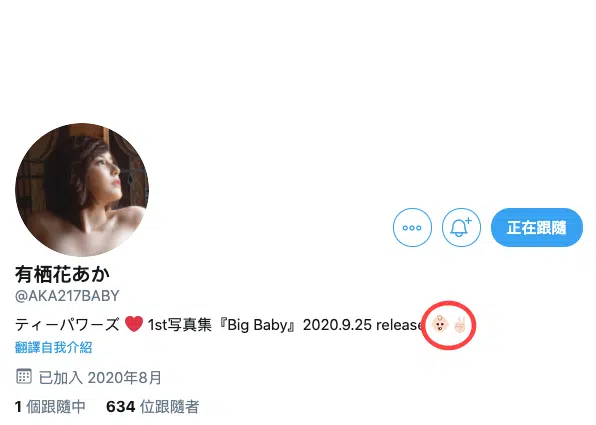 有栖花あか
@AKA217BABY
ティーパワーズ ❤️ 1st写真集『Big Baby』2020.9.25 release👶🏻✌🏻
翻譯自我介紹
已加入 2020年8月
1 個跟隨中 634 位跟隨者
正在跟隨